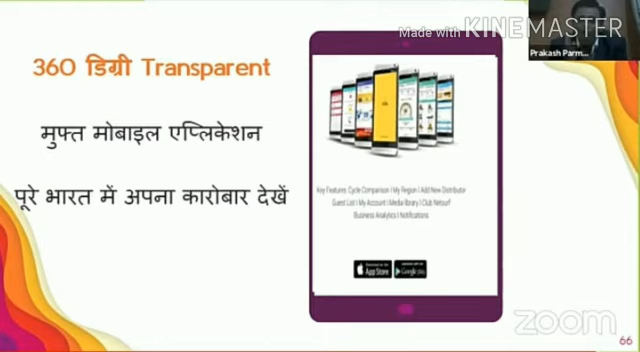 Made with KINEMASTER
Prakash Parm...
360 डिग्री Transparent
मुफ्त मोबाइल एप्लिकेशन
पूरे भारत में अपना कारोबार देखें
Key Features: Cycle Comparison I My Region I Add New Distributor
Guest List I My Account I Media library I Club Netsurf
Business Analytics I Notifications
App Store
Google play
zoom
66